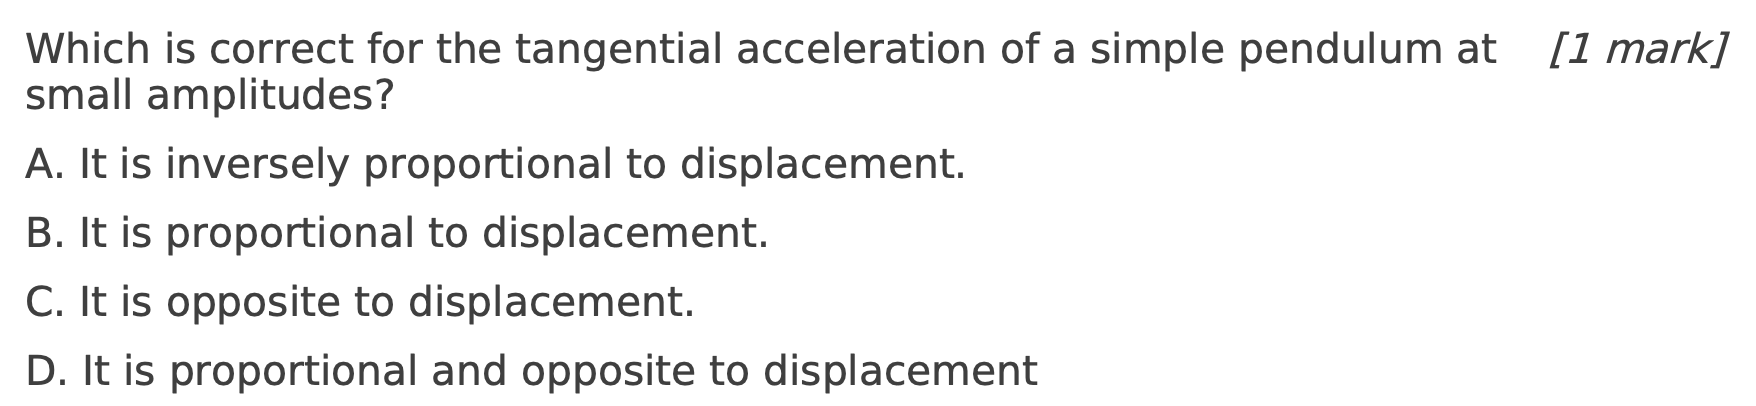 Which is correct for the tangential acceleration of a simple pendulum at [1 mark]
small amplitudes?
A. It is inversely proportional to displacement.
B. It is proportional to displacement.
C. It is opposite to displacement.
D. It is proportional and opposite to displacement